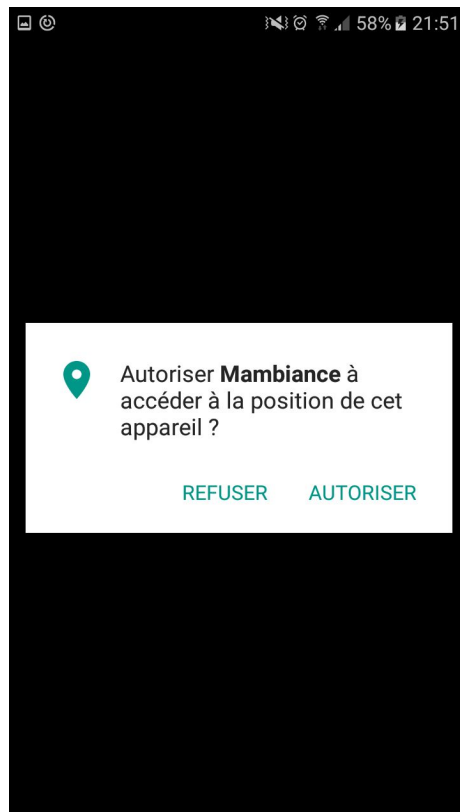 58% 21:51
Autoriser Mambiance à
accéder à la position de cet
appareil ?
REFUSER AUTORISER